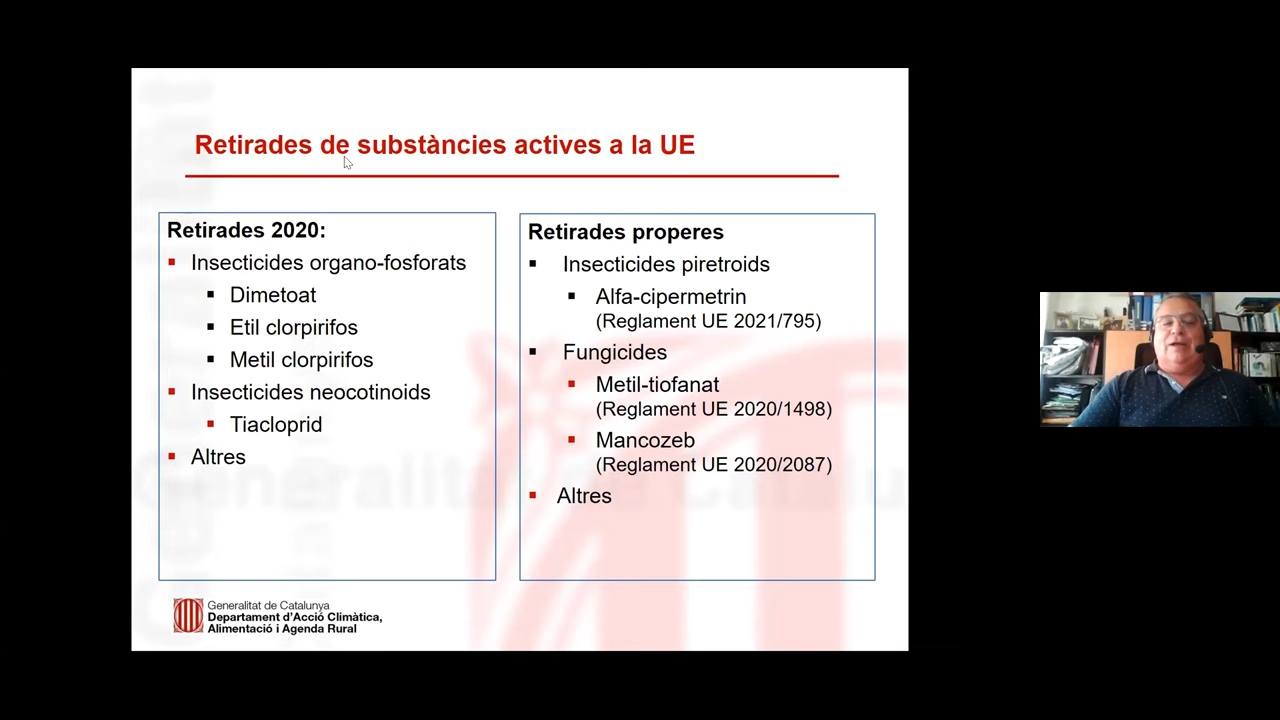 Retirades de substàncies actives a la UE
Retirades 2020:
Insecticides organo-fosforats
Dimetoat
Etil clorpirifos
Metil clorpirifos
Insecticides neocotinoids
Tiacloprid
Altres
Retirades properes
Insecticides piretroids
Alfa-cipermetrin
(Reglament UE 2021/795)
Fungicides
Metil-tiofanat
(Reglament UE 2020/1498)
Mancozeb
(Reglament UE 2020/2087)
Altres
Generalitat de Catalunya
Departament d'Acció Climàtica,
Alimentació i Agenda Rural